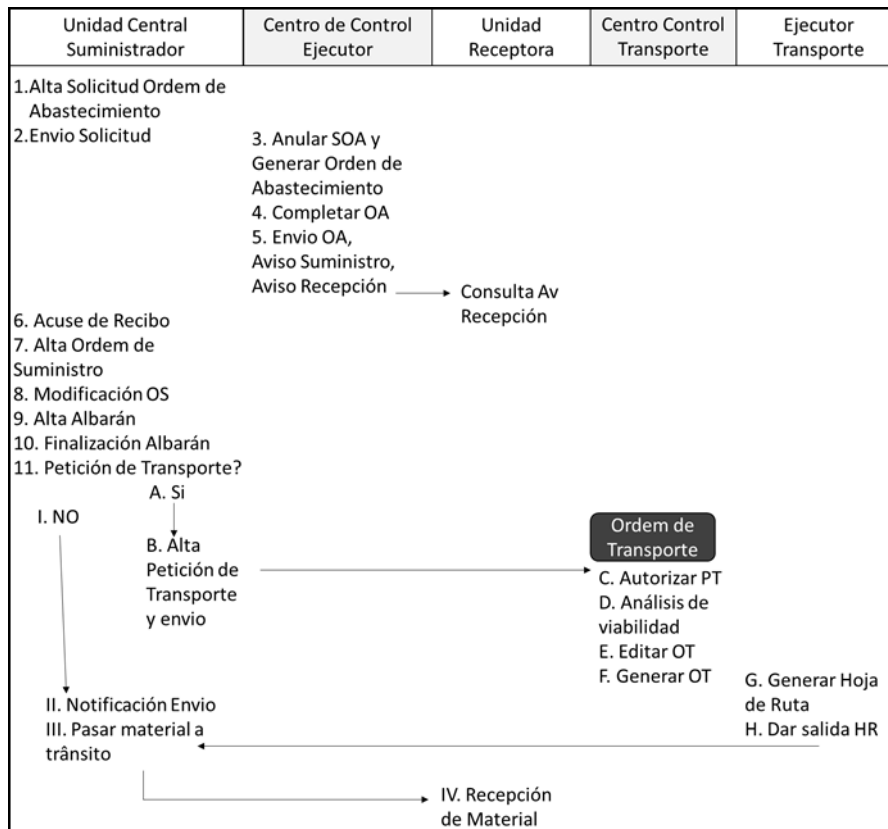 Unidad Central
Suministrador
Centro de Control
Ejecutor
Unidad
Receptora
Centro Control
Transporte
Ejecutor
Transporte
1.Alta Solicitud Ordem de
Abastecimiento
2.Envio Solicitud
3. Anular SOA y
Generar Orden de
Abastecimiento
4. Completar OA
5. Envio OA,
Aviso Suministro,
Aviso Recepción
Consulta Av
Recepción
6. Acuse de Recibo
7. Alta Ordem de
Suministro
8. Modificación OS
9. Alta Albarán
10. Finalización Albarán
11. Petición de Transporte?
A. Si
I. NO
B. Alta
Petición de
Transporte
y envio
Ordem de
Transporte
C. Autorizar PT
D. Análisis de
viabilidad
E. Editar OT
F. Generar OT
G. Generar Hoja
de Ruta
H. Dar salida HR
II. Notificación Envio
III. Pasar material a
trânsito
IV. Recepción
de Material